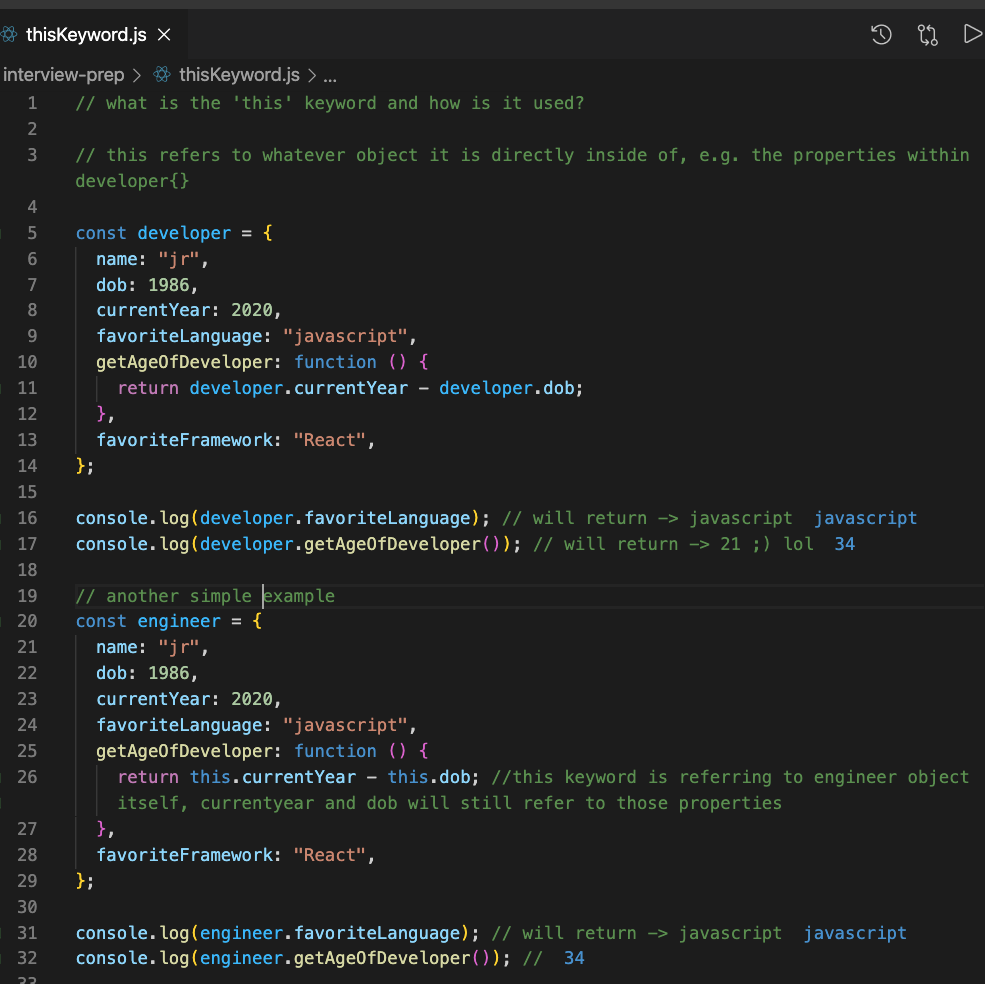 thisKeyword.js
interview-prep > thisKeyword.js > ...
1 // what is the 'this' keyword and how is it used?
2
3 // this refers to whatever object it is directly inside of, e.g. the properties within
developer{}
4
5 const developer = {
6 name: "jr",
7 dob: 1986,
8 currentYear: 2020,
9 favoriteLanguage: "javascript",
10 getAgeOfDeveloper: function () {
11 return developer.currentYear - developer.dob;
12 },
13 favoriteFramework: "React",
14 };
15
16 console.log(developer.favoriteLanguage); // will return -> javascript javascript
17 console.log(developer.getAgeOfDeveloper()); // will return -> 21 ;) lol 34
18
19 // another simple example
20 const engineer = {
21 name: "jr",
22 dob: 1986,
23 currentYear: 2020,
24 favoriteLanguage: "javascript",
25 getAgeOfDeveloper: function () {
26 return this.currentYear - this.dob; //this keyword is referring to engineer object
itself, currentyear and dob will still refer to those properties
27 },
28 favoriteFramework: "React",
29 };
30
31 console.log(engineer.favoriteLanguage); // will return -> javascript javascript
32 console.log(engineer.getAgeOfDeveloper()); // 34
33